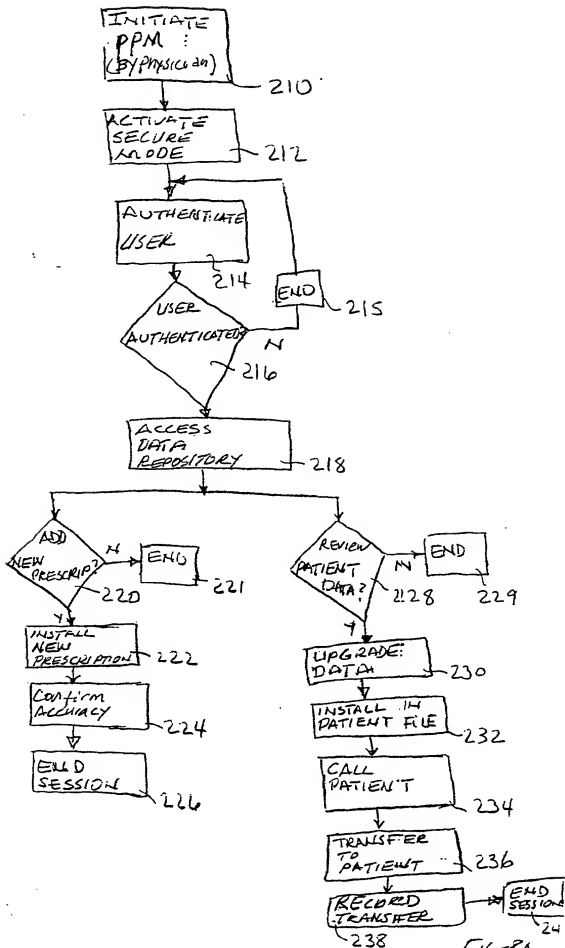 INITIATE
PPM :
(BY Physician)
210
ACTIVATE
SECURE
MODE
212
AUTHENTICATE
USER
214
END
215
USER
AUTHENTICATED
N
216
ACCESS
DATA
REPOSITORY
218
ADD
NEW PRESCRIP?
N
END
220
221
Y
INSTALL
NEW
PRESCRIPTION
222
Confirm
ACCURACY
224
END
SESSION
226
REVIEW
PATIENT
DATA?
N
END
228
229
Y
UPGRADE
DATA
230
INSTALL IN
PATIENT FILE
232
CALL
PATIENT
234
TRANSFER
TO
PATIENT
236
RECORD
TRANSFER
238
END
SESSION
24